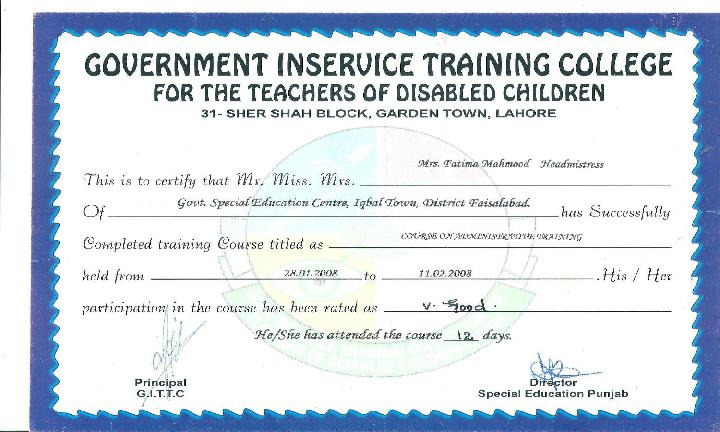 GOVERNMENT INSERVICE TRAINING COLLEGE
FOR THE TEACHERS OF DISABLED CHILDREN
31- SHER SHAH BLOCK, GARDEN TOWN, LAHORE
This is to certify that Mr. Miss. Mrs. Mrs. Fatima Mahmood Headmistress
Of Govt. Special Education Centre, Iqbal Town, District Faisalabad. has Successfully
Completed training Course titled as COURSE ON ADMINISTRATIVE TRAINING
held from 28.01.2008 to 11.02.2008 .His / Her
participation in the course has been rated as V. Good.
He/She has attended the course 12 days.
Principal
G.I.T.T.C
Director
Special Education Punjab